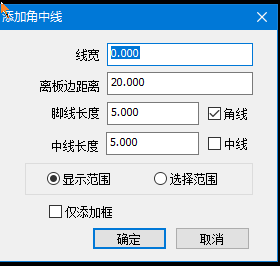 添加角中线
线宽 0.000
离板边距离 20.000
脚线长度 5.000 角线
中线长度 5.000 中线
显示范围 选择范围
仅添加框
确定 取消